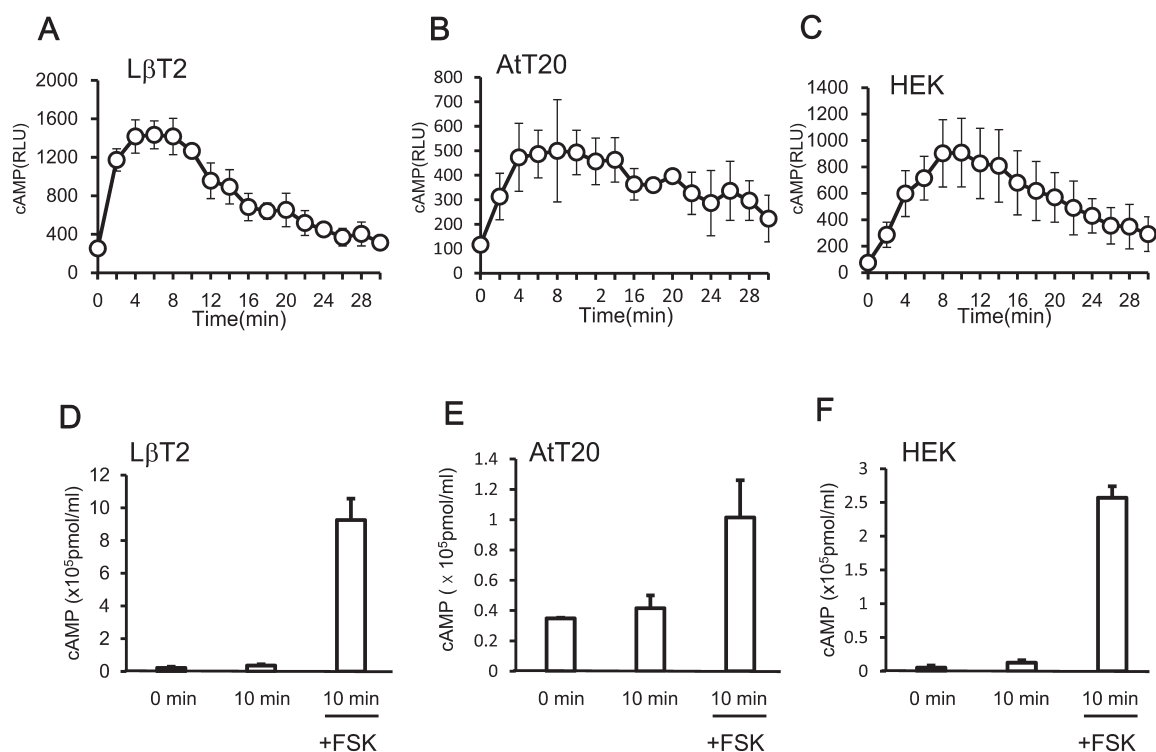 A
LβT2
cAMP(RLU)
2000
1600
1200
800
400
0
0 4 8 12 16 20 24 28
Time(min)
B
AtT20
cAMP(RLU)
800
700
600
500
400
300
200
100
0
0 4 8 2 16 20 24 28
Time(min)
C
HEK
cAMP(RLU)
1400
1200
1000
800
600
400
200
0
0 4 8 12 16 20 24 28
Time(min)
D
LβT2
cAMP (x10⁵pmol/ml)
12
10
8
6
4
2
0
0 min 10 min 10 min
+FSK
E
AtT20
cAMP ( x 10⁵pmol/ml)
1.4
1.2
1
0.8
0.6
0.4
0.2
0
0 min 10 min 10 min
+FSK
F
HEK
cAMP (x10⁵pmol/ml)
3
2.5
2
1.5
1
0.5
0
0 min 10 min 10 min
+FSK